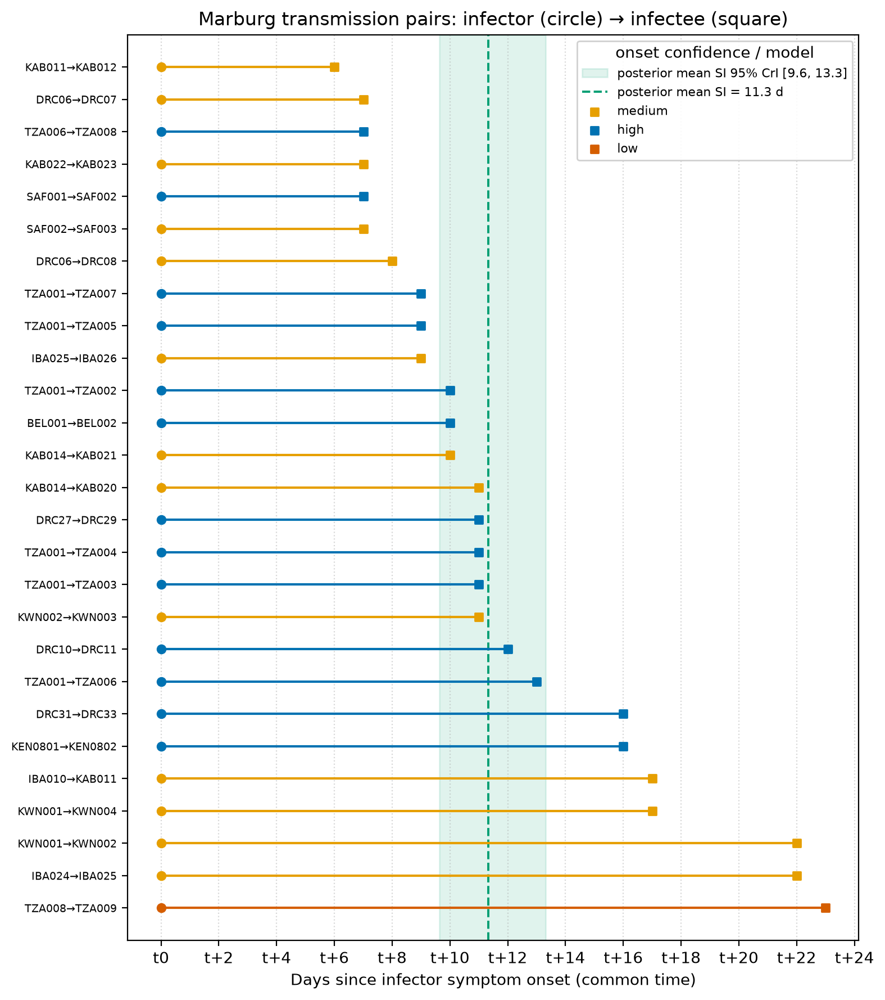 Marburg transmission pairs: infector (circle) → infectee (square)
onset confidence / model
posterior mean SI 95% CrI [9.6, 13.3]
posterior mean SI = 11.3 d
medium
high
low
KAB011→KAB012
DRC06→DRC07
TZA006→TZA008
KAB022→KAB023
SAF001→SAF002
SAF002→SAF003
DRC06→DRC08
TZA001→TZA007
TZA001→TZA005
IBA025→IBA026
TZA001→TZA002
BEL001→BEL002
KAB014→KAB021
KAB014→KAB020
DRC27→DRC29
TZA001→TZA004
TZA001→TZA003
KWN002→KWN003
DRC10→DRC11
TZA001→TZA006
DRC31→DRC33
KEN0801→KEN0802
IBA010→KAB011
KWN001→KWN004
KWN001→KWN002
IBA024→IBA025
TZA008→TZA009
t0 t+2 t+4 t+6 t+8 t+10 t+12 t+14 t+16 t+18 t+20 t+22 t+24
Days since infector symptom onset (common time)